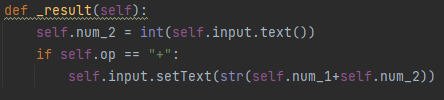 def _result(self):
    self.num_2 = int(self.input.text())
    if self.op == "+":
        self.input.setText(str(self.num_1+self.num_2))